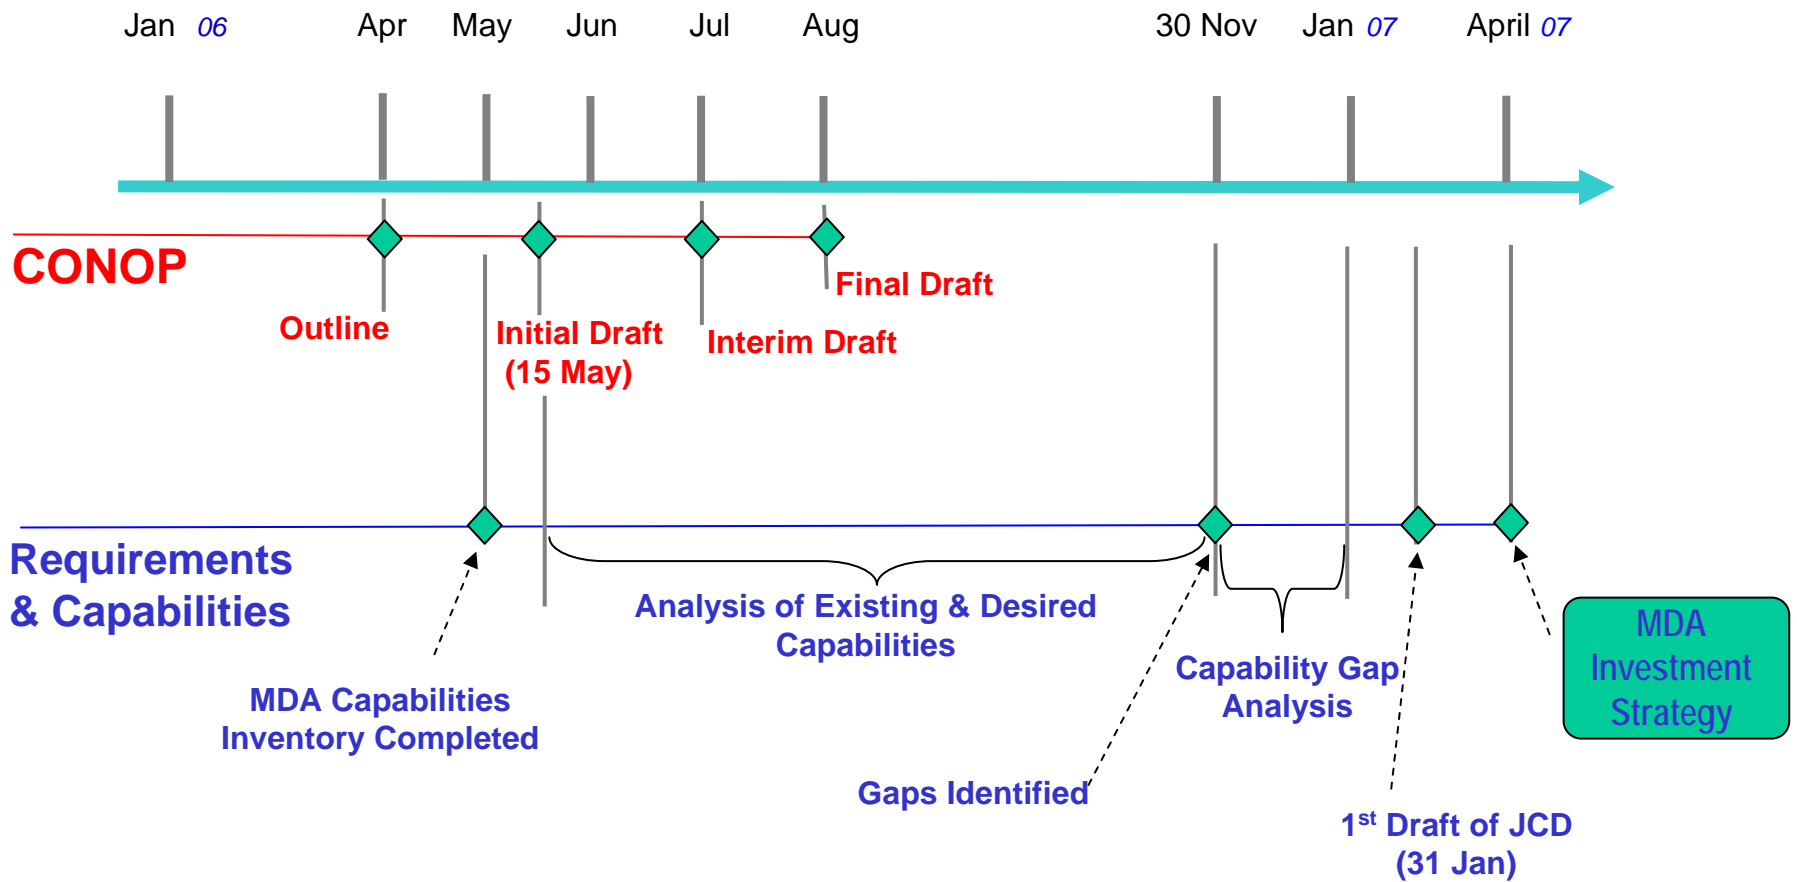 Jan 06 Apr May Jun Jul Aug 30 Nov Jan 07 April 07
CONOP
Outline
Initial Draft
(15 May)
Interim Draft
Final Draft
Requirements
& Capabilities
MDA Capabilities
Inventory Completed
Analysis of Existing & Desired
Capabilities
Gaps Identified
Capability Gap
Analysis
1st Draft of JCD
(31 Jan)
MDA
Investment
Strategy